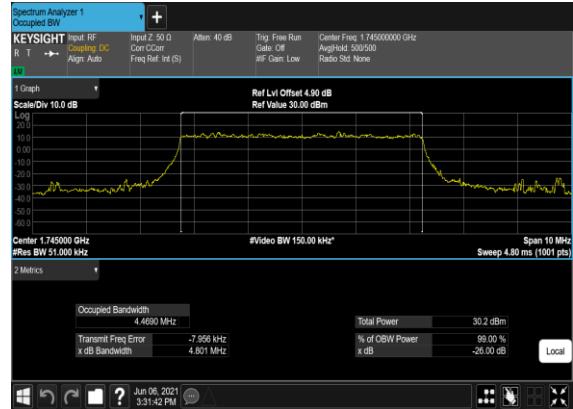 Spectrum Analyzer 1
Occupied BW
+
KEYSIGHT Input: RF Input Z: 50 Ω Atten: 40 dB Trig: Free Run Center Freq: 1.745000000 GHz
R T Coupling: DC Corr CCorr Gate: Off Avg|Hold: 500/500
Align: Auto Freq Ref: Int (S) #IF Gain: Low Radio Std: None
LM
1 Graph
Ref Lvl Offset 4.90 dB
Scale/Div 10.0 dB Ref Value 30.00 dBm
Log
20.0
10.0
0.00
-10.0
-20.0
-30.0
-40.0
-50.0
-60.0
Center 1.745000 GHz #Video BW 150.00 kHz* Span 10 MHz
#Res BW 51.000 kHz Sweep 4.80 ms (1001 pts)
2 Metrics
Occupied Bandwidth
4.4690 MHz Total Power 30.2 dBm
Transmit Freq Error -7.956 kHz % of OBW Power 99.00 %
x dB Bandwidth 4.801 MHz x dB -26.00 dB
Local
?
Jun 06, 2021
3:31:42 PM